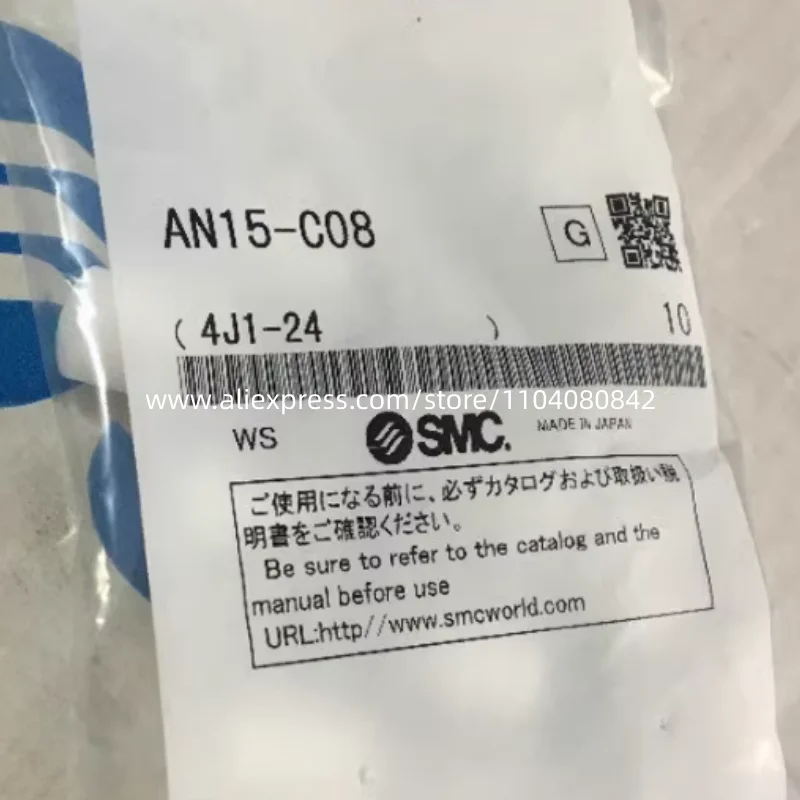 AN15-C08
G
( 4J1-24 ) 10
www.aliexpress.com/store/1104080842
WS SMC. MADE IN JAPAN
ご使用になる前に、必ずカタログおよび取扱い説
明書をご確認ください。
Be sure to refer to the catalog and the
manual before use
URL:http//www.smcworld.com